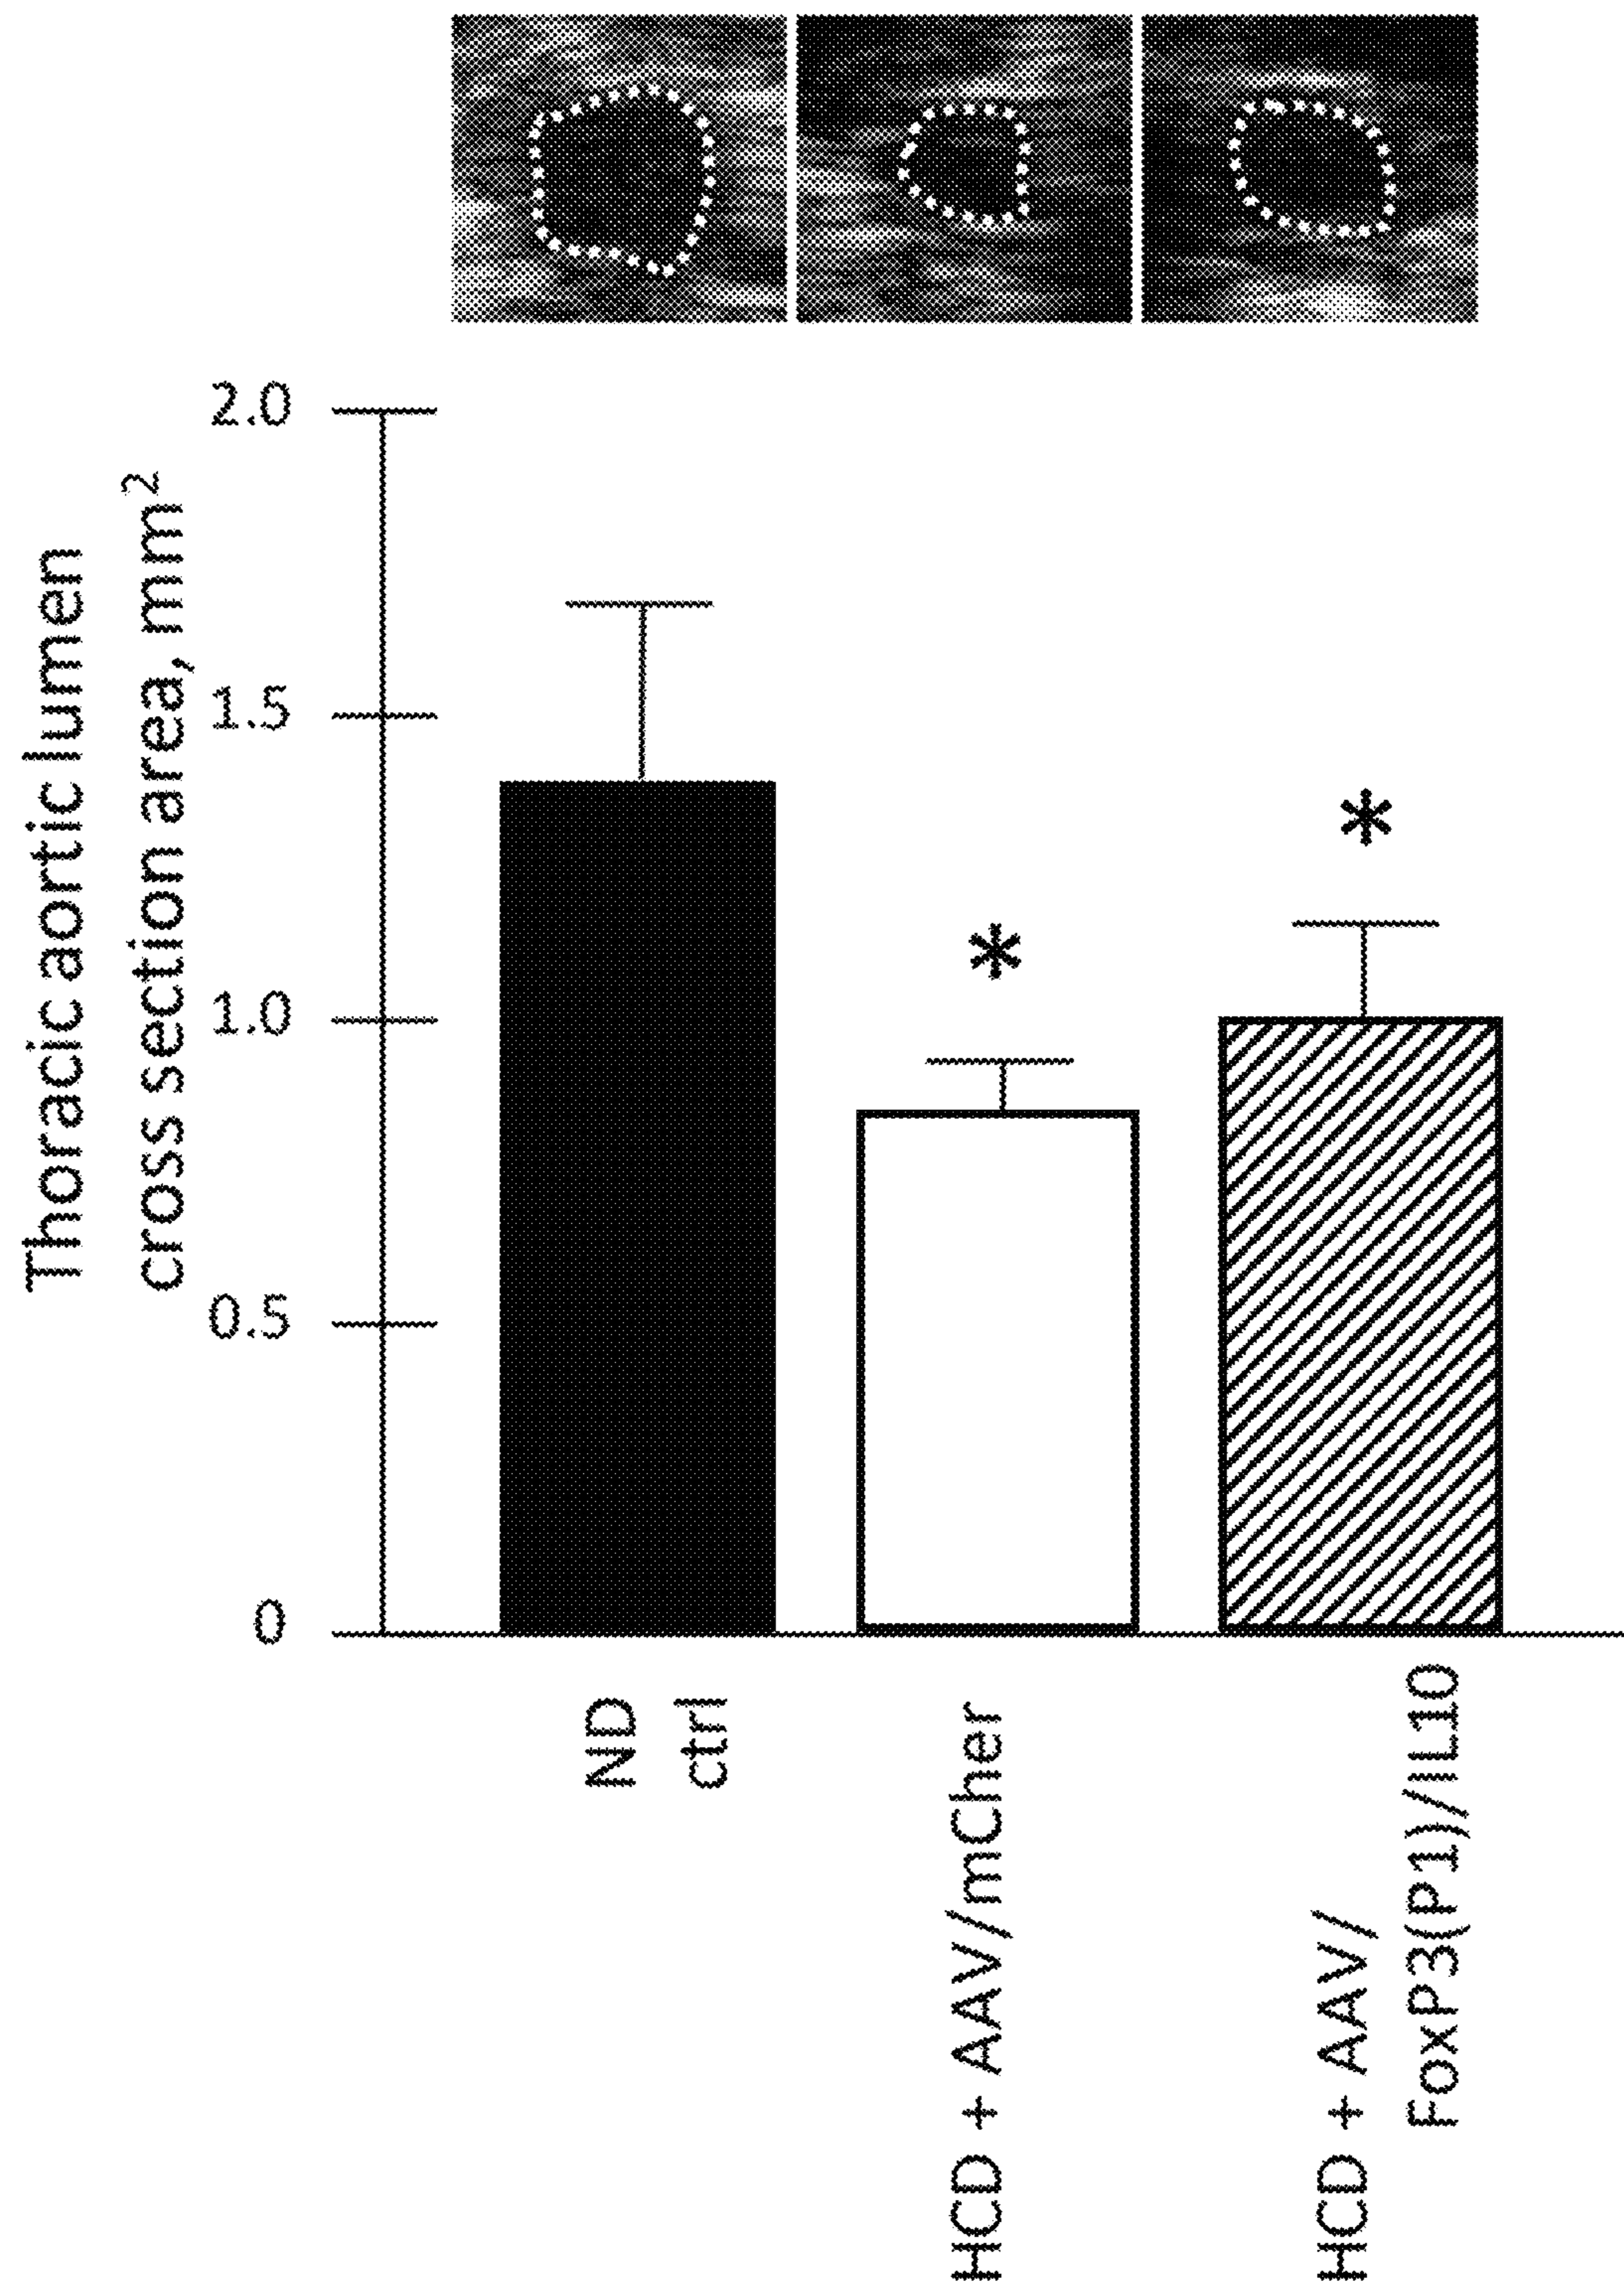 Thoracic aortic lumen
cross section area, mm²
2.0
1.5
1.0
0.5
0
*
*
ND
ctrl
HCD + AAV/mCher
HCD + AAV/
FoxP3(P1)/IL10